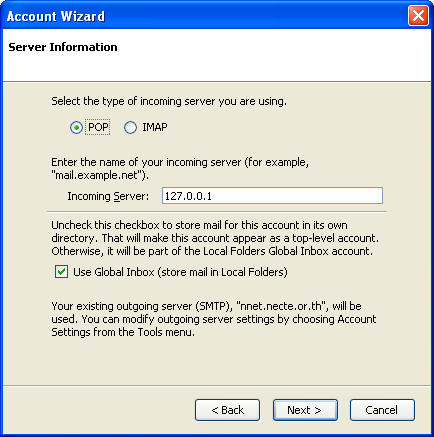 Account Wizard
Server Information
Select the type of incoming server you are using.
POP IMAP
Enter the name of your incoming server (for example,
"mail.example.net").
Incoming Server: 127.0.0.1
Uncheck this checkbox to store mail for this account in its own
directory. That will make this account appear as a top-level account.
Otherwise, it will be part of the Local Folders Global Inbox account.
Use Global Inbox (store mail in Local Folders)
Your existing outgoing server (SMTP), "nnet.necte.or.th", will be
used. You can modify outgoing server settings by choosing Account
Settings from the Tools menu.
< Back Next > Cancel